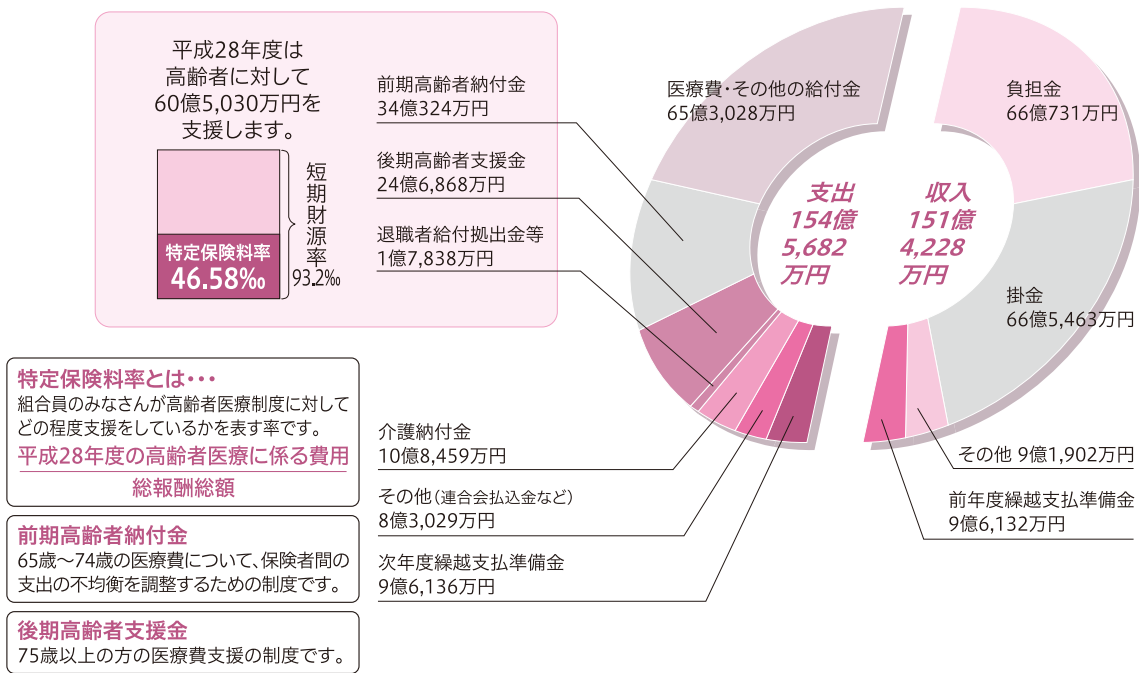 平成28年度は
高齢者に対して
60億5,030万円を
支援します。
特定保険料率
46.58‰
短期財源率
93.2‰
前期高齢者納付金
34億324万円
後期高齢者支援金
24億6,868万円
退職者給付拠出金等
1億7,838万円
医療費・その他の給付金
65億3,028万円
負担金
66億731万円
支出
154億
5,682
万円
収入
151億
4,228
万円
掛金
66億5,463万円
特定保険料率とは・・・
組合員のみなさんが高齢者医療制度に対して
どの程度支援をしているかを表す率です。
平成28年度の高齢者医療に係る費用
総報酬総額
前期高齢者納付金
65歳〜74歳の医療費について、保険者間の
支出の不均衡を調整するための制度です。
後期高齢者支援金
75歳以上の方の医療費支援の制度です。
介護納付金
10億8,459万円
その他（連合会払込金など）
8億3,029万円
次年度繰越支払準備金
9億6,136万円
その他 9億1,902万円
前年度繰越支払準備金
9億6,132万円